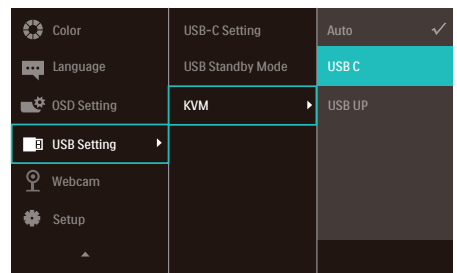 Color
Language
OSD Setting
USB Setting
Webcam
Setup
USB-C Setting
USB Standby Mode
KVM
Auto
USB C
USB UP